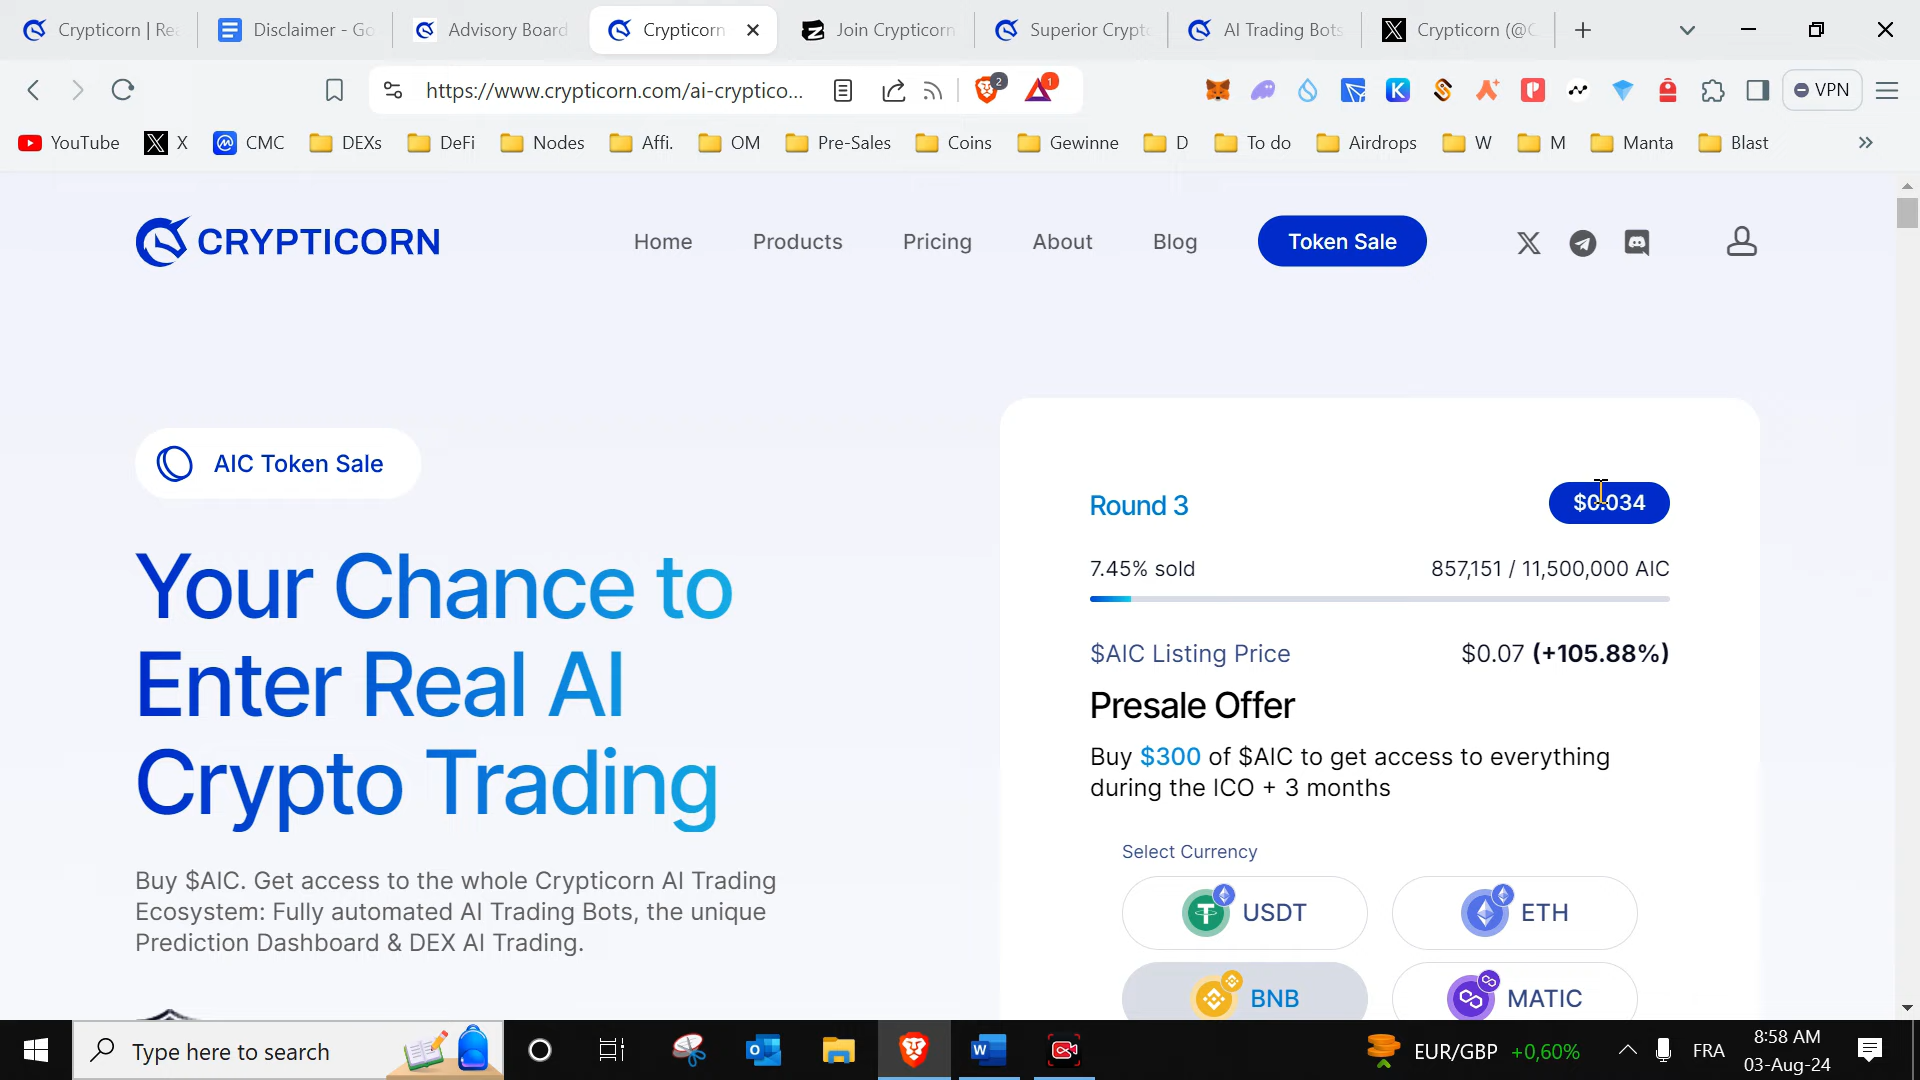 Crypticorn | Re
Disclaimer - Go
Advisory Board
Crypticorn
Join Crypticorn
Superior Crypto
AI Trading Bots
Crypticorn (@C
https://www.crypticorn.com/ai-cryptico...
2
1
VPN
YouTube
X
CMC
DEXs
DeFi
Nodes
Affi.
OM
Pre-Sales
Coins
Gewinne
D
To do
Airdrops
W
M
Manta
Blast
CRYPTICORN
Home
Products
Pricing
About
Blog
Token Sale
AIC Token Sale
Your Chance to
Enter Real AI
Crypto Trading
Buy $AIC. Get access to the whole Crypticorn AI Trading
Ecosystem: Fully automated AI Trading Bots, the unique
Prediction Dashboard & DEX AI Trading.
Round 3
$0.034
7.45% sold
857,151 / 11,500,000 AIC
$AIC Listing Price
$0.07 (+105.88%)
Presale Offer
Buy $300 of $AIC to get access to everything
during the ICO + 3 months
Select Currency
USDT
ETH
BNB
MATIC
Type here to search
EUR/GBP +0,60%
FRA
8:58 AM
03-Aug-24